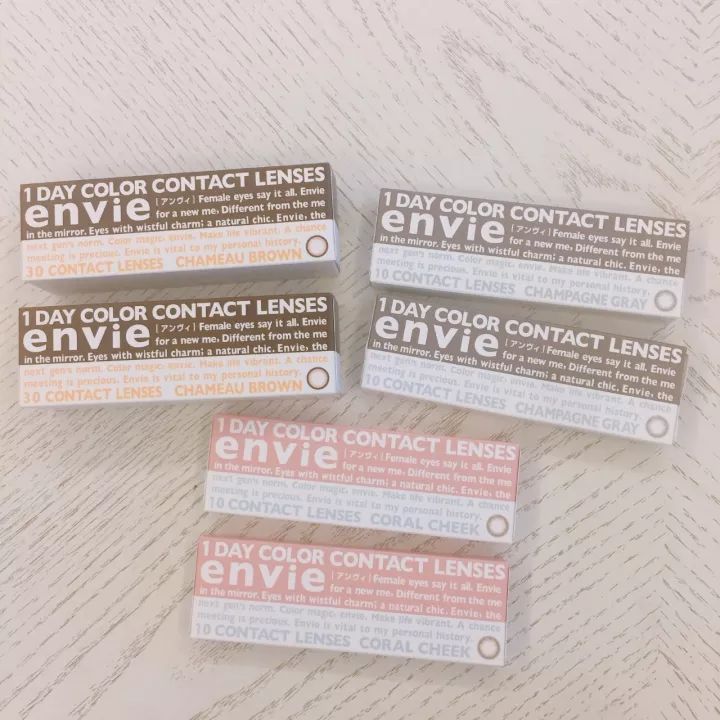 1 DAY COLOR CONTACT LENSES
envie [アンヴィ] Female eyes say it all. Envie
for a new me, Different from the me
in the mirror. Eyes with wistful charm; a natural chic. Envie, the
next gen's norm. Color magic, envie. Make life vibrant. A chance
meeting is precious. Envie is vital to my personal history.
30 CONTACT LENSES CHAMEAU BROWN
1 DAY COLOR CONTACT LENSES
envie [アンヴィ] Female eyes say it all. Envie
for a new me, Different from the me
in the mirror. Eyes with wistful charm; a natural chic. Envie, the
next gen's norm. Color magic, envie. Make life vibrant. A chance
meeting is precious. Envie is vital to my personal history.
30 CONTACT LENSES CHAMEAU BROWN
1 DAY COLOR CONTACT LENSES
envie [アンヴィ] Female eyes say it all. Envie
for a new me, Different from the me
in the mirror. Eyes with wistful charm; a natural chic. Envie, the
next gen's norm. Color magic, envie. Make life vibrant. A chance
meeting is precious. Envie is vital to my personal history.
10 CONTACT LENSES CHAMPAGNE GRAY
1 DAY COLOR CONTACT LENSES
envie [アンヴィ] Female eyes say it all. Envie
for a new me, Different from the me
in the mirror. Eyes with wistful charm; a natural chic. Envie, the
next gen's norm. Color magic, envie. Make life vibrant. A chance
meeting is precious. Envie is vital to my personal history.
10 CONTACT LENSES CHAMPAGNE GRAY
1 DAY COLOR CONTACT LENSES
envie [アンヴィ] Female eyes say it all. Envie
for a new me, Different from the me
in the mirror. Eyes with wistful charm; a natural chic. Envie, the
next gen's norm. Color magic, envie. Make life vibrant. A chance
meeting is precious. Envie is vital to my personal history.
10 CONTACT LENSES CORAL CHEEK
1 DAY COLOR CONTACT LENSES
envie [アンヴィ] Female eyes say it all. Envie
for a new me, Different from the me
in the mirror. Eyes with wistful charm; a natural chic. Envie, the
next gen's norm. Color magic, envie. Make life vibrant. A chance
meeting is precious. Envie is vital to my personal history.
10 CONTACT LENSES CORAL CHEEK